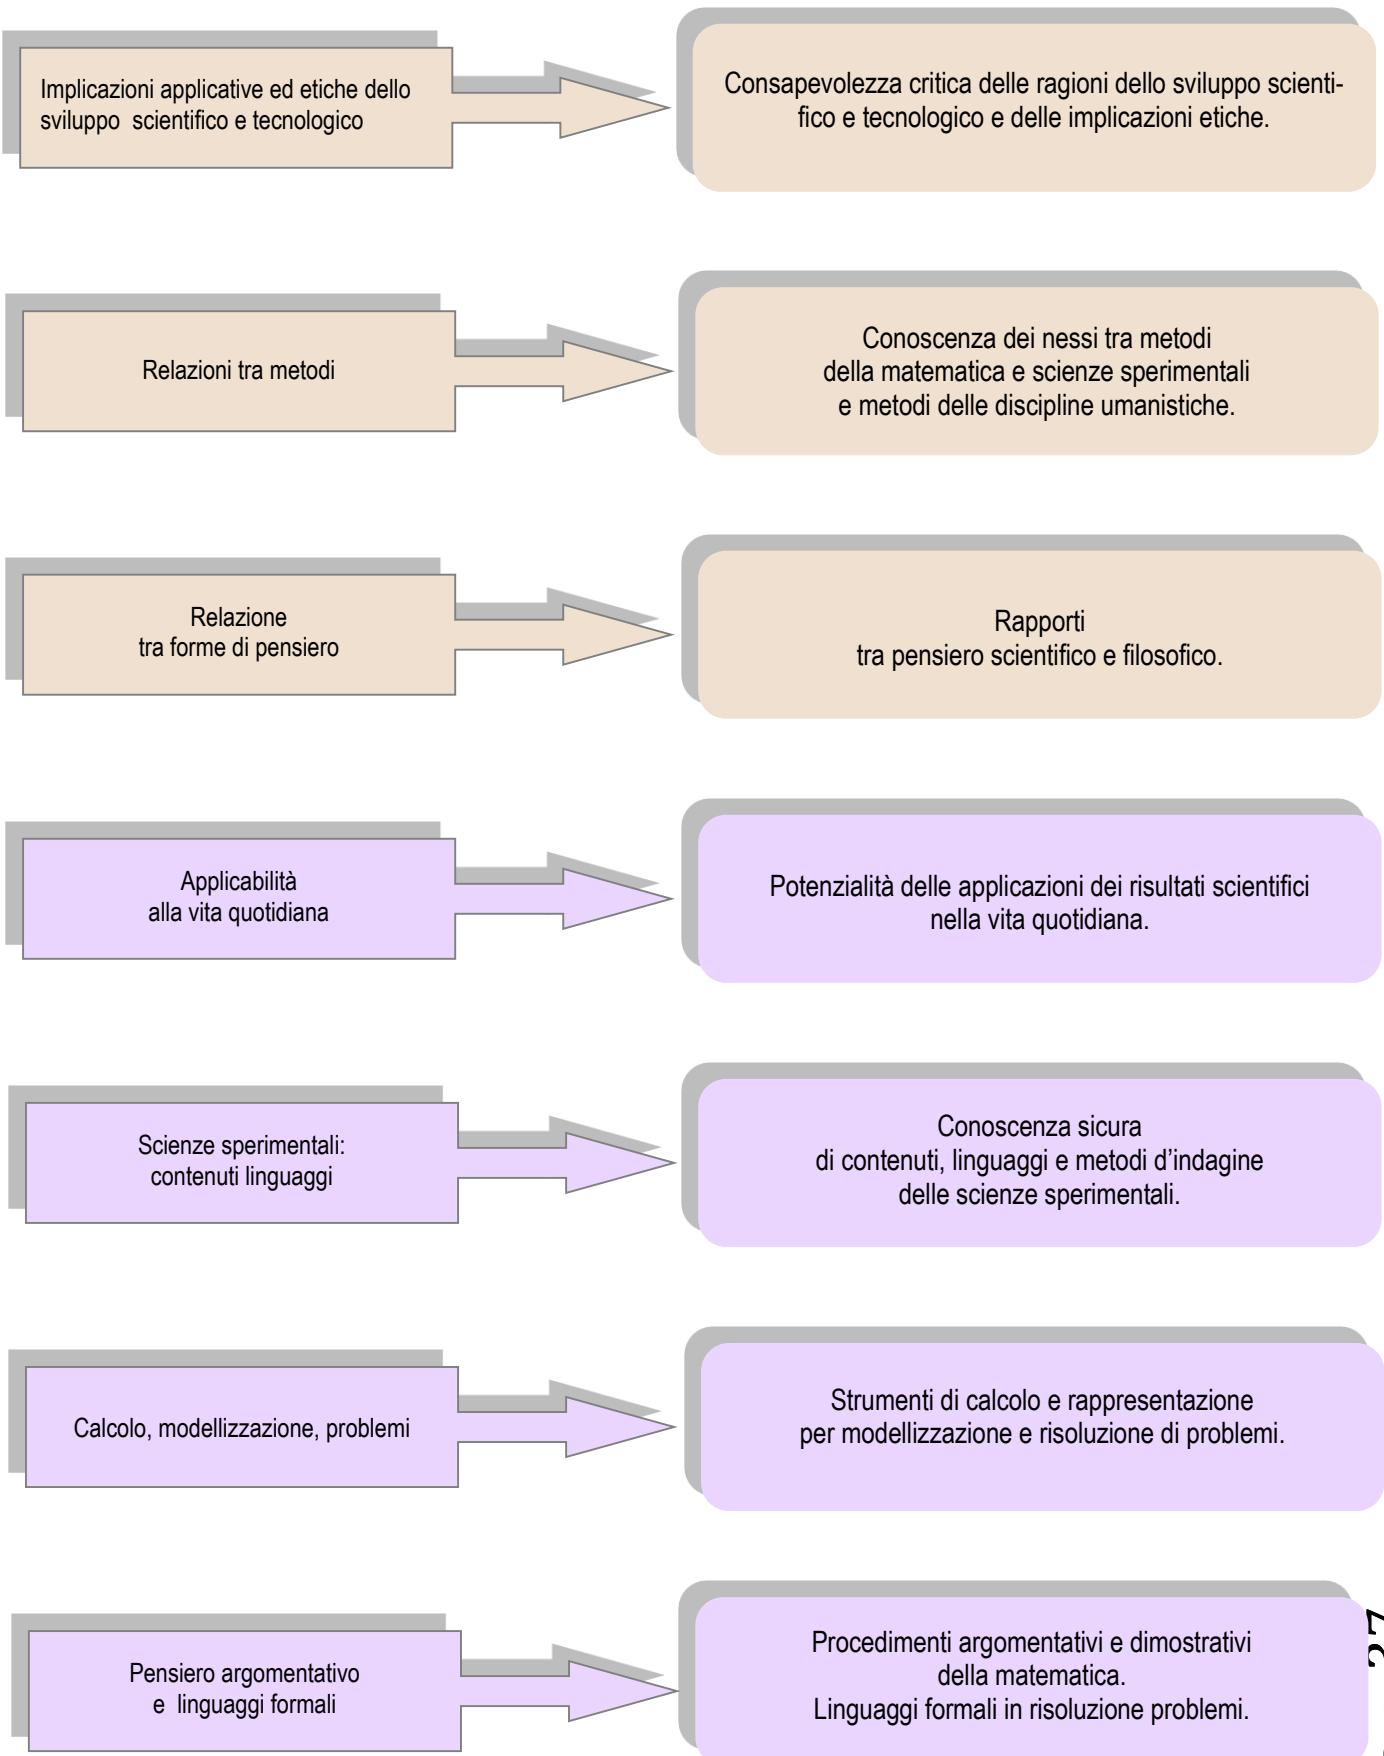 Implicazioni applicative ed etiche dello
sviluppo  scientifico e tecnologico
Consapevolezza critica delle ragioni dello sviluppo scienti-
fico e tecnologico e delle implicazioni etiche.
Relazioni tra metodi
Conoscenza dei nessi tra metodi
della matematica e scienze sperimentali
e metodi delle discipline umanistiche.
Relazione
tra forme di pensiero
Rapporti
tra pensiero scientifico e filosofico.
Applicabilità
alla vita quotidiana
Potenzialità delle applicazioni dei risultati scientifici
nella vita quotidiana.
Scienze sperimentali:
contenuti linguaggi
Conoscenza sicura
di contenuti, linguaggi e metodi d’indagine
delle scienze sperimentali.
Calcolo, modellizzazione, problemi
Strumenti di calcolo e rappresentazione
per modellizzazione e risoluzione di problemi.
Pensiero argomentativo
e  linguaggi formali
Procedimenti argomentativi e dimostrativi
della matematica.
Linguaggi formali in risoluzione problemi.